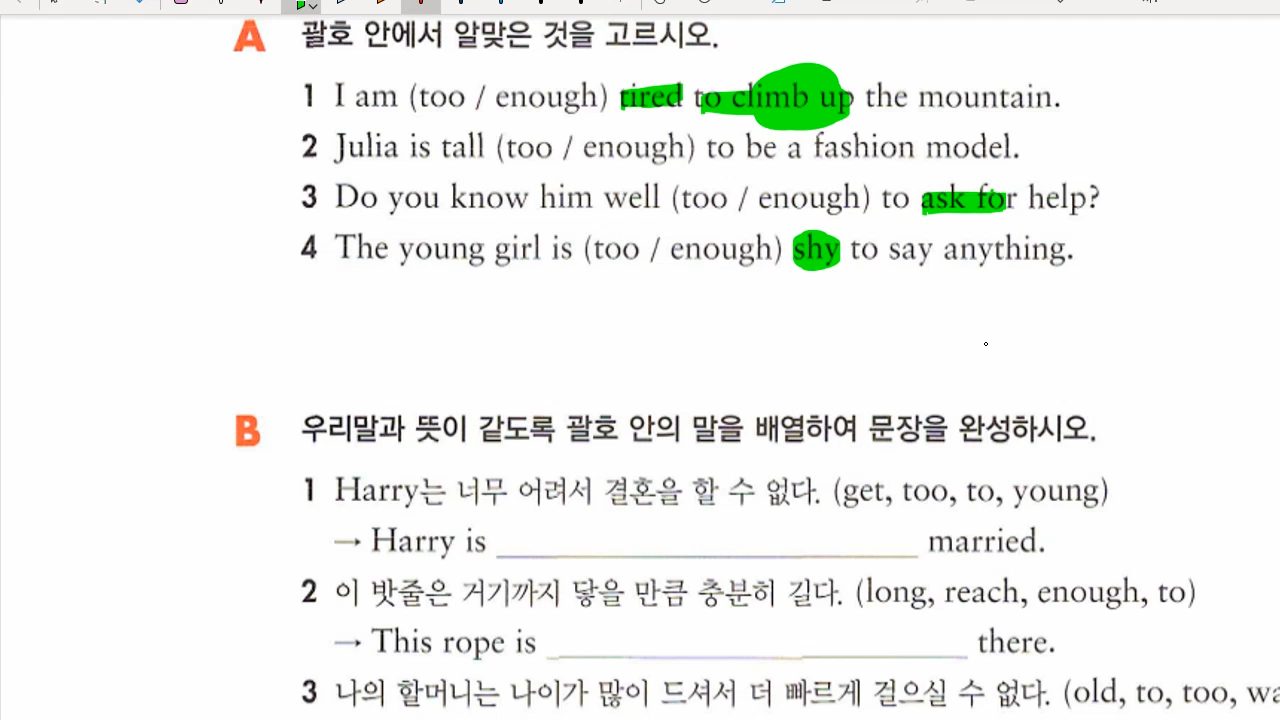 A 괄호 안에서 알맞은 것을 고르시오.
1 I am (too / enough) tired to climb up the mountain.
2 Julia is tall (too / enough) to be a fashion model.
3 Do you know him well (too / enough) to ask for help?
4 The young girl is (too / enough) shy to say anything.
B 우리말과 뜻이 같도록 괄호 안의 말을 배열하여 문장을 완성하시오.
1 Harry는 너무 어려서 결혼을 할 수 없다. (get, too, to, young)
→ Harry is married.
2 이 밧줄은 거기까지 닿을 만큼 충분히 길다. (long, reach, enough, to)
→ This rope is there.
3 나의 할머니는 나이가 많이 드셔서 더 빠르게 걸으실 수 없다. (old, to, too,